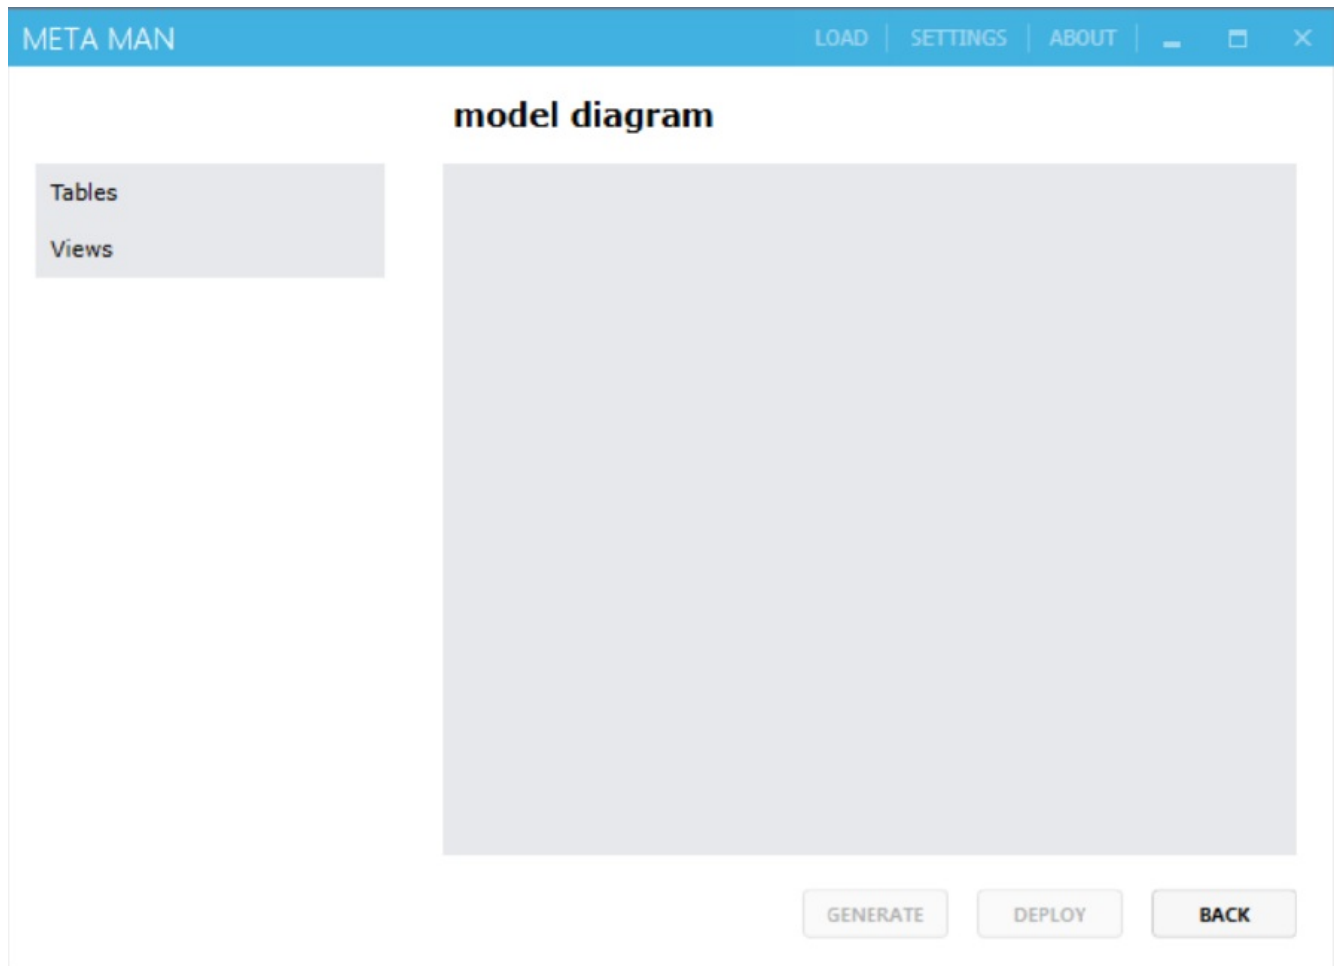 META MAN
LOAD SETTINGS ABOUT
model diagram
Tables
Views
GENERATE DEPLOY BACK